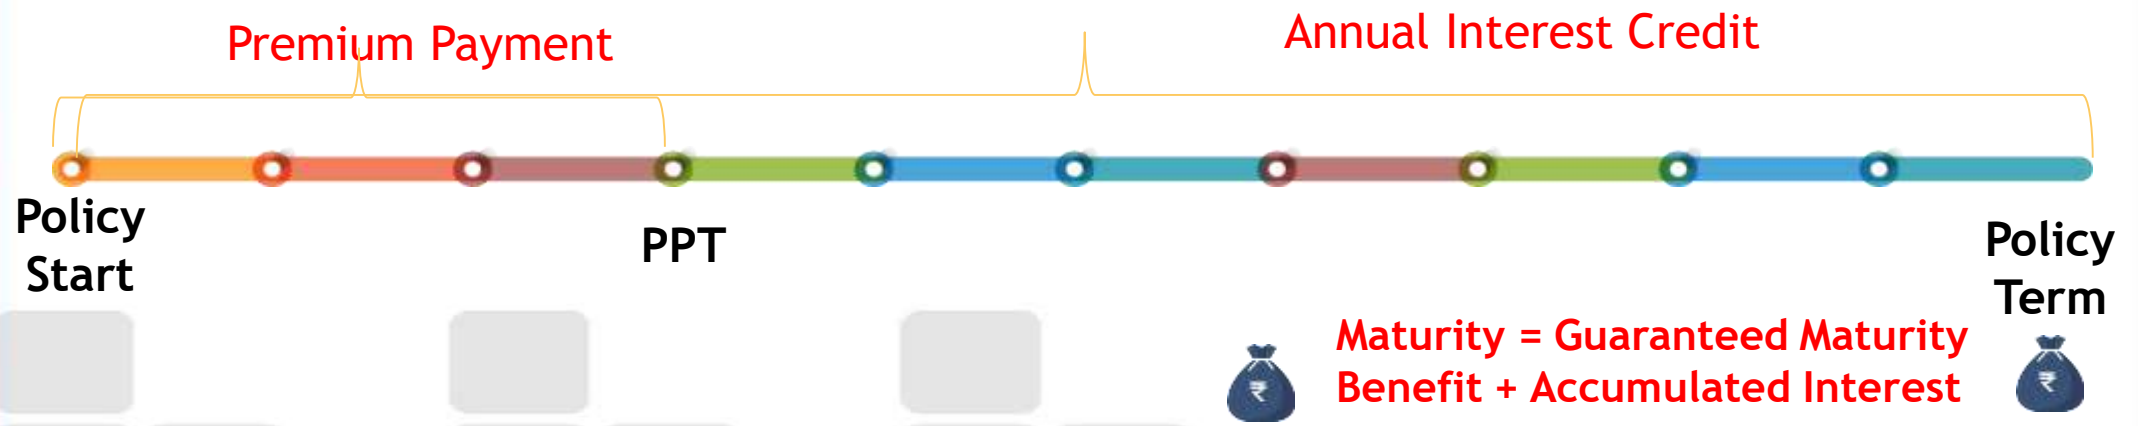 Premium Payment
Annual Interest Credit
Policy
Start
PPT
Policy
Term
Maturity = Guaranteed Maturity
Benefit + Accumulated Interest
₹
₹